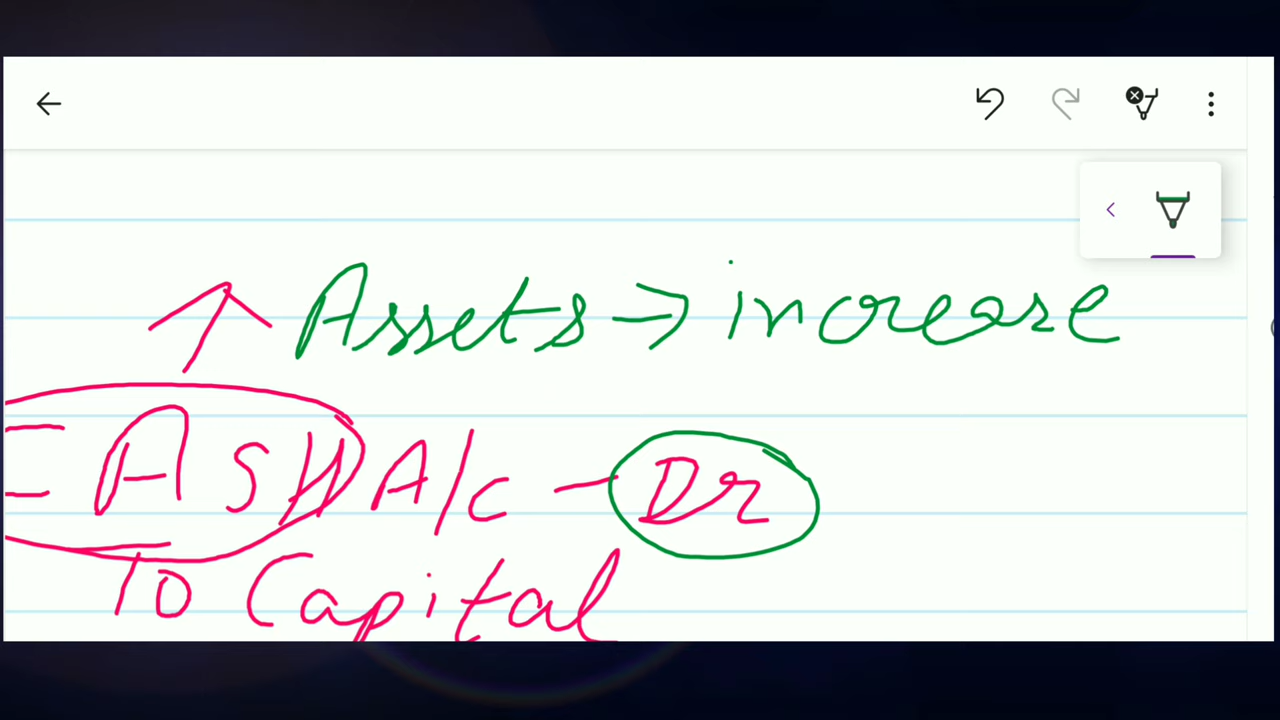 ↑ Assets → increase
= CASH A/c - Dr
To Capital